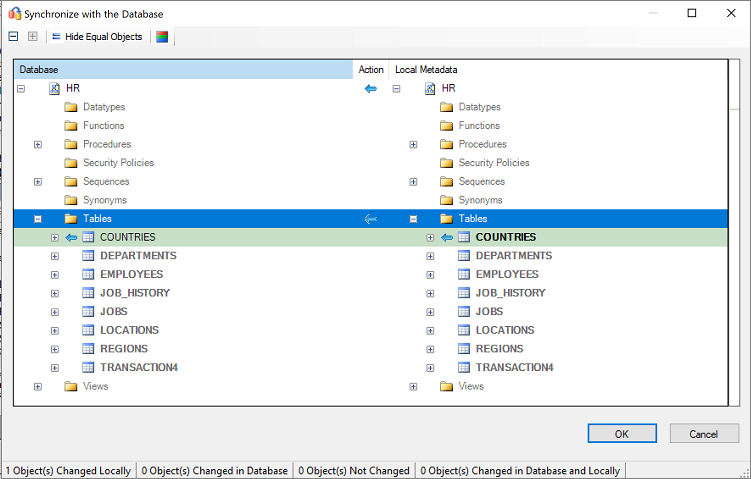 Synchronize with the Database
Hide Equal Objects
Database Action Local Metadata
HR HR
Datatypes Datatypes
Functions Functions
Procedures Procedures
Security Policies Security Policies
Sequences Sequences
Synonyms Synonyms
Tables Tables
COUNTRIES COUNTRIES
DEPARTMENTS DEPARTMENTS
EMPLOYEES EMPLOYEES
JOB_HISTORY JOB_HISTORY
JOBS JOBS
LOCATIONS LOCATIONS
REGIONS REGIONS
TRANSACTION4 TRANSACTION4
Views Views
OK Cancel
1 Object(s) Changed Locally 0 Object(s) Changed in Database 0 Object(s) Not Changed 0 Object(s) Changed in Database and Locally